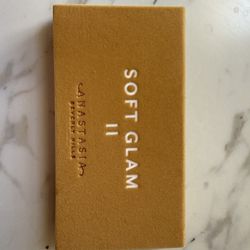 SOFT GLAM
II
ANASTASIA
BEVERLY HILLS